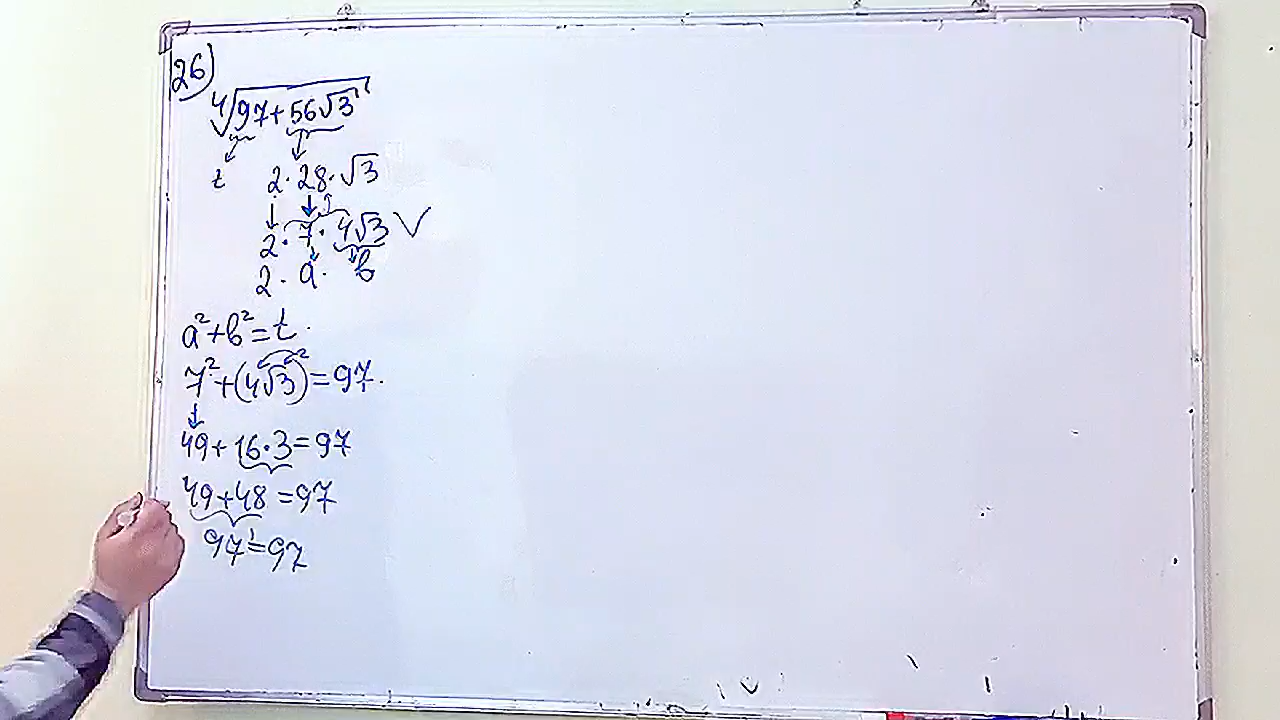 26)
⁴√(97+56√3)
t 2·28·√3
2·7·4√3 V
2·a·b
a²+b²=t.
7²+(4√3)²=97.
49+16·3=97
49+48=97
97=97